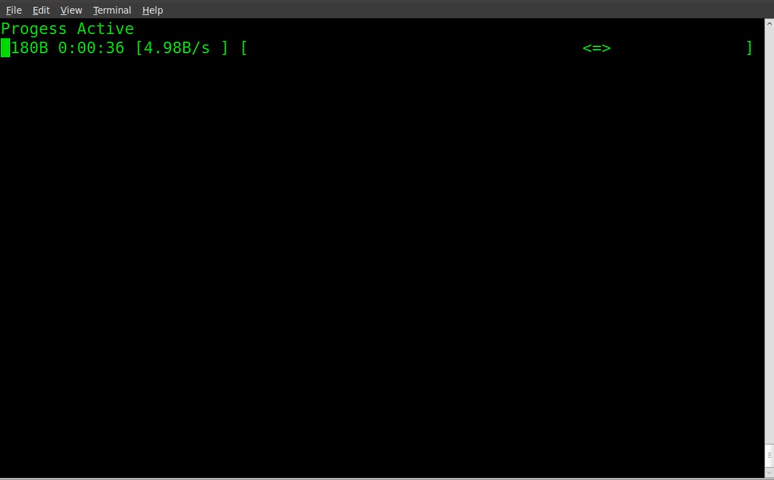 File Edit View Terminal Help
Progess Active
180B 0:00:36 [4.98B/s ] [                                   <=>              ]